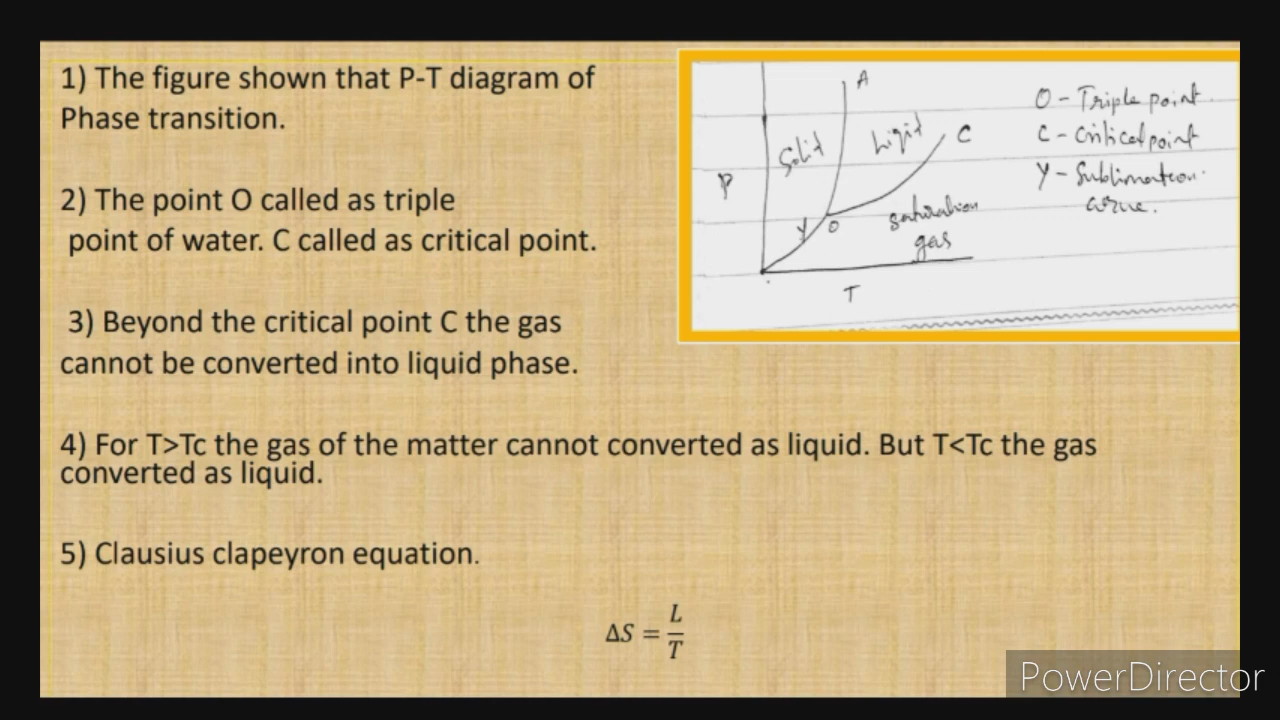 1) The figure shown that P-T diagram of
Phase transition.
2) The point O called as triple
point of water. C called as critical point.
3) Beyond the critical point C the gas
cannot be converted into liquid phase.
4) For T>Tc the gas of the matter cannot converted as liquid. But T<Tc the gas
converted as liquid.
5) Clausius clapeyron equation.
ΔS = L/T
A
O - Triple point
Solid
C
C - Critical point
P
Y - Sublimation
Y
O
saturation
gas
T
PowerDirector